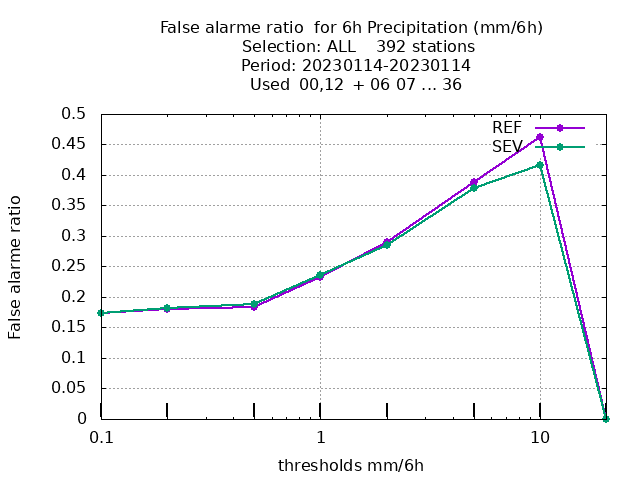 False alarme ratio  for 6h Precipitation (mm/6h)
Selection: ALL    392 stations
Period: 20230114-20230114
Used  00,12  + 06 07 ... 36
0.5
0.45
0.4
0.35
0.3
0.25
0.2
0.15
0.1
0.05
0
False alarme ratio
REF
SEV
0.1
1
10
thresholds mm/6h